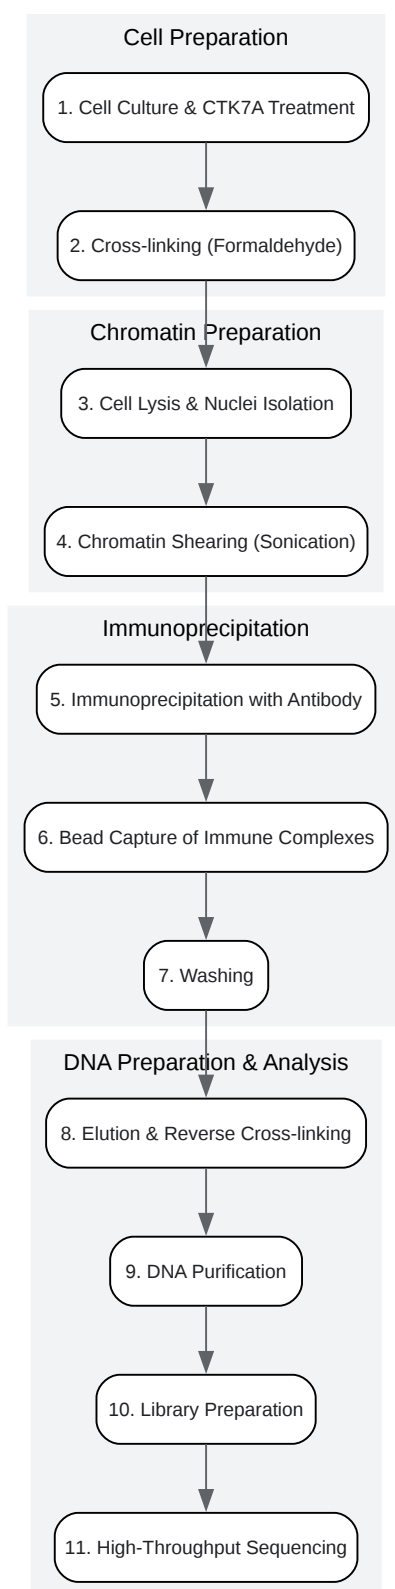 Cell Preparation
1. Cell Culture & CTK7A Treatment
2. Cross-linking (Formaldehyde)
Chromatin Preparation
3. Cell Lysis & Nuclei Isolation
4. Chromatin Shearing (Sonication)
Immunoprecipitation
5. Immunoprecipitation with Antibody
6. Bead Capture of Immune Complexes
7. Washing
DNA Preparation & Analysis
8. Elution & Reverse Cross-linking
9. DNA Purification
10. Library Preparation
11. High-Throughput Sequencing